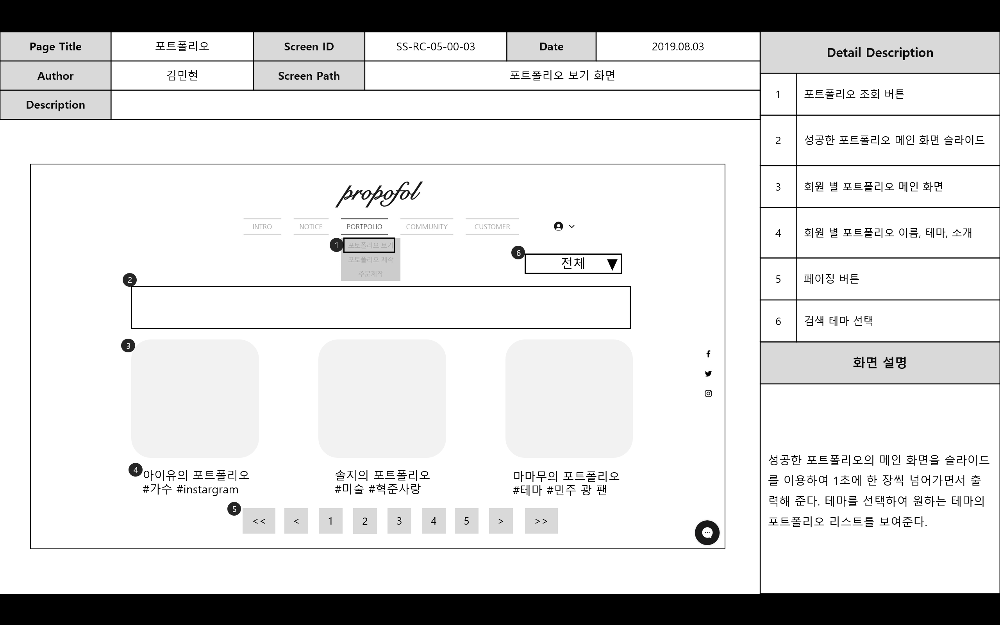 Page Title 포트폴리오 Screen ID SS-RC-05-00-03 Date 2019.08.03
Author 김민현 Screen Path 포트폴리오 보기 화면
Description
propofol
INTRO NOTICE PORTPOLIO COMMUNITY CUSTOMER
1 포토폴리오 보기
포토폴리오 제작
주문제작
6 전체 ▼
2
3
4 아이유의 포트폴리오
#가수 #instargram
솔지의 포트폴리오
#미술 #혁준사랑
마마무의 포트폴리오
#테마 #민주 광 팬
5 << < 1 2 3 4 5 > >>
Detail Description
1 포트폴리오 조회 버튼
2 성공한 포트폴리오 메인 화면 슬라이드
3 회원 별 포트폴리오 메인 화면
4 회원 별 포트폴리오 이름, 테마, 소개
5 페이징 버튼
6 검색 테마 선택
화면 설명
성공한 포트폴리오의 메인 화면을 슬라이드
를 이용하여 1초에 한 장씩 넘어가면서 출
력해 준다. 테마를 선택하여 원하는 테마의
포트폴리오 리스트를 보여준다.